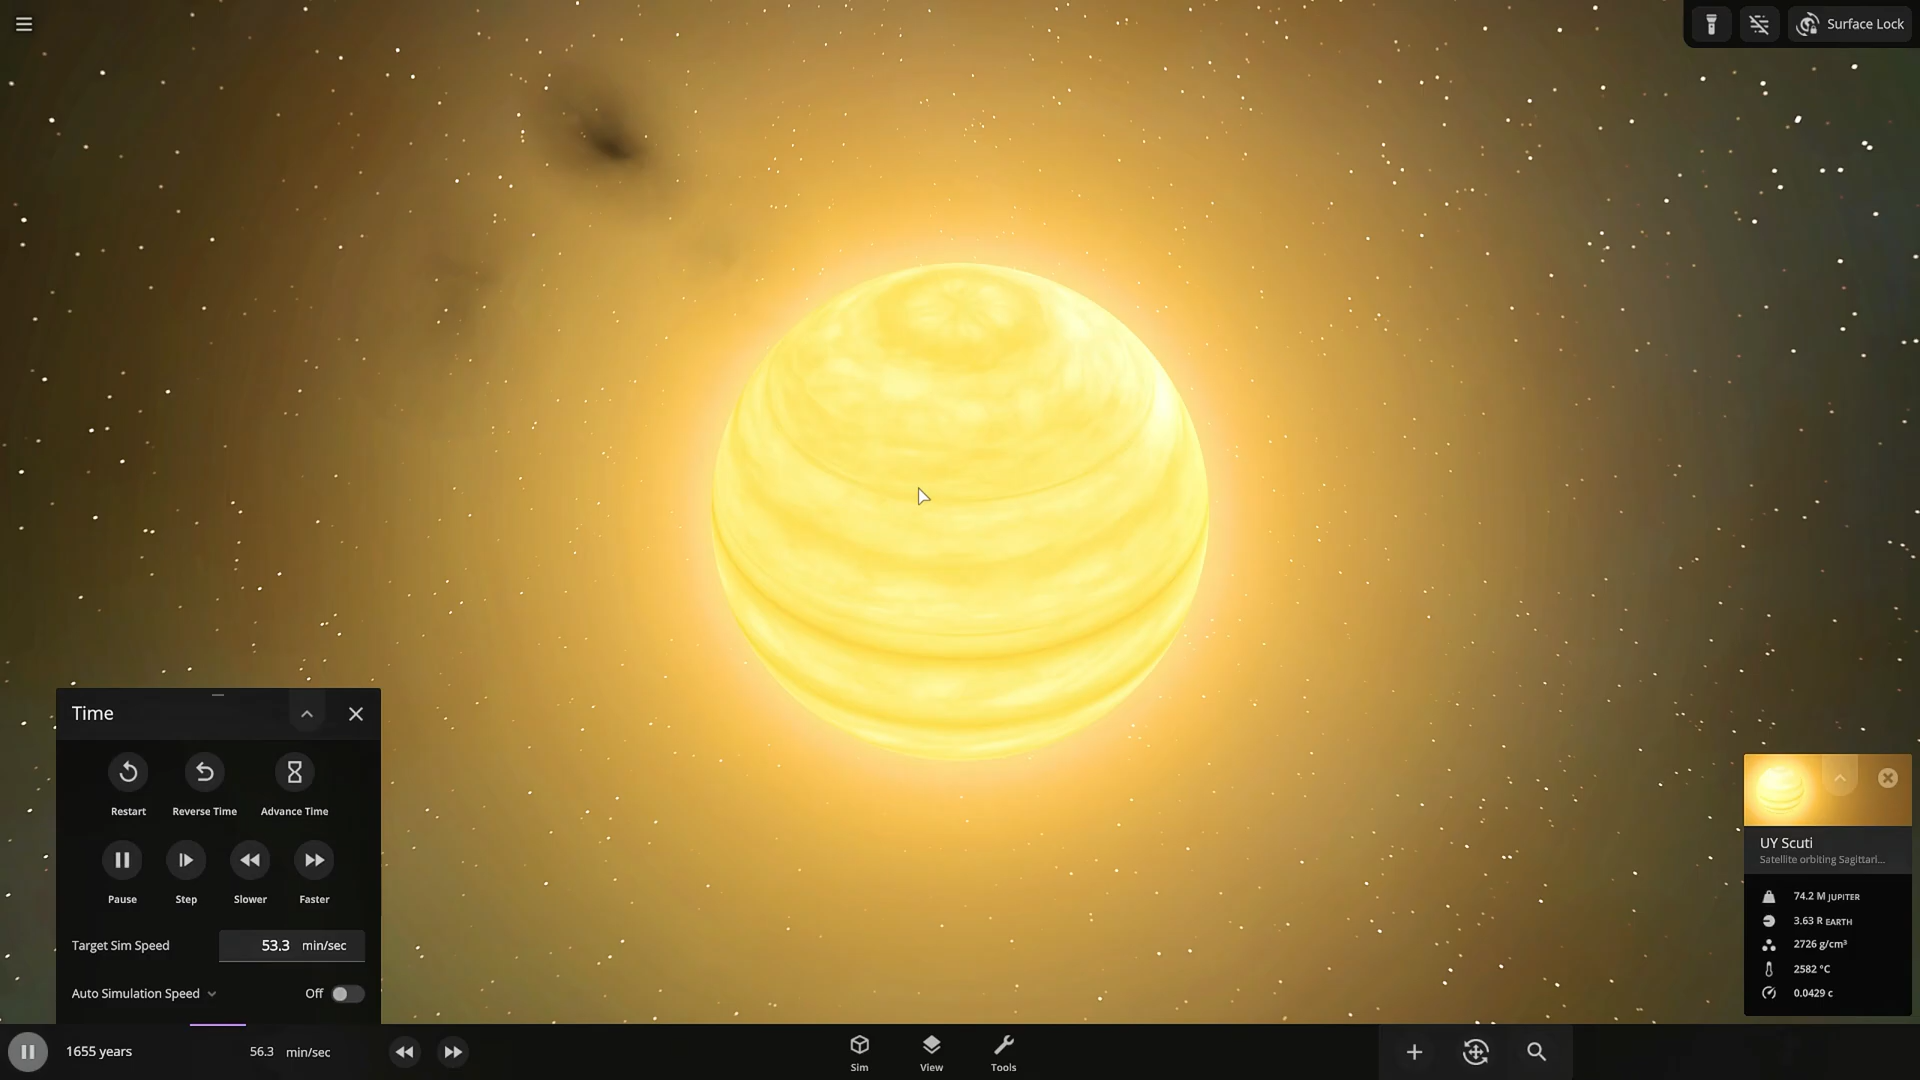 Surface Lock
Time
Restart
Reverse Time
Advance Time
Pause
Step
Slower
Faster
Target Sim Speed
53.3 min/sec
Auto Simulation Speed
Off
UY Scuti
Satellite orbiting Sagittari...
74.2 M JUPITER
3.63 R EARTH
2726 g/cm³
2582 °C
0.0429 c
1655 years
56.3 min/sec
Sim
View
Tools